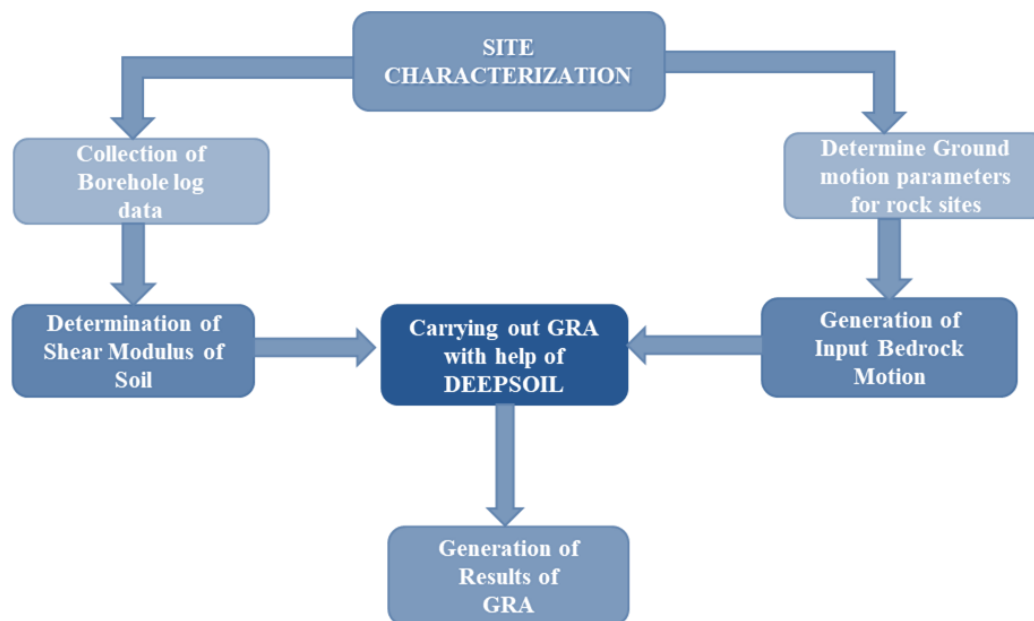 SITE
CHARACTERIZATION
Collection of
Borehole log
data
Determine Ground
motion parameters
for rock sites
Determination of
Shear Modulus of
Soil
Carrying out GRA
with help of
DEEPSOIL
Generation of
Input Bedrock
Motion
Generation of
Results of
GRA